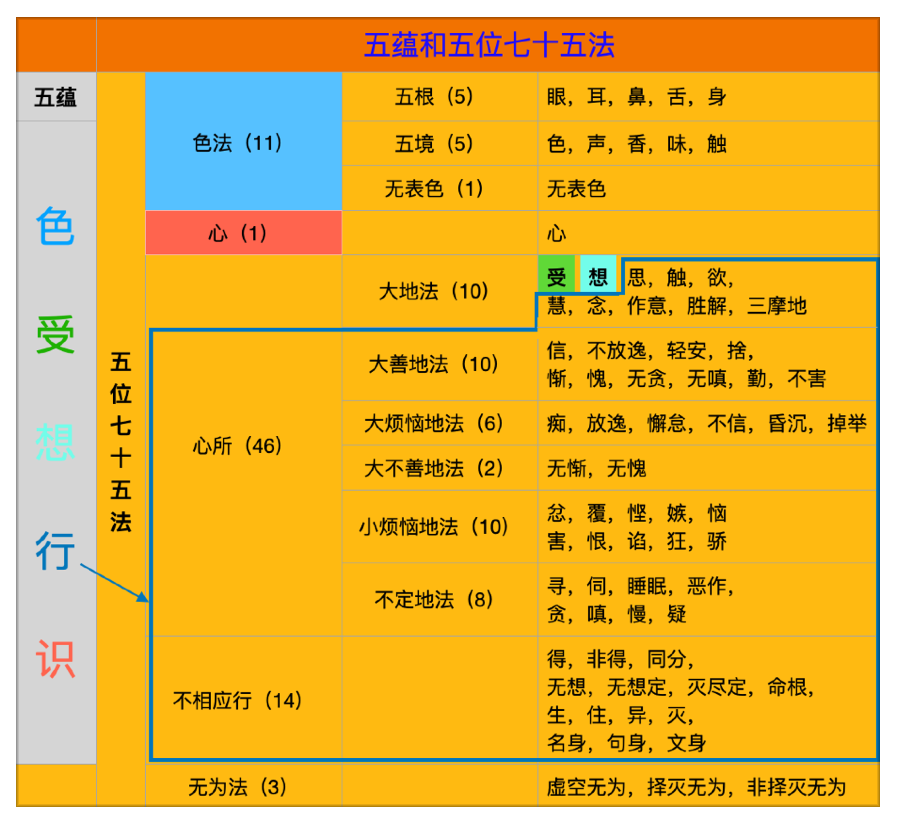 五蕴和五位七十五法
五蕴
色
受
想
行
识
五位七十五法
色法（11）
五根（5）
眼，耳，鼻，舌，身
五境（5）
色，声，香，味，触
无表色（1）
无表色
心（1）
心
心所（46）
大地法（10）
受 想 思，触，欲，
慧，念，作意，胜解，三摩地
大善地法（10）
信，不放逸，轻安，捨，
惭，愧，无贪，无嗔，勤，不害
大烦恼地法（6）
痴，放逸，懈怠，不信，昏沉，掉举
大不善地法（2）
无惭，无愧
小烦恼地法（10）
忿，覆，悭，嫉，恼
害，恨，谄，狂，骄
不定地法（8）
寻，伺，睡眠，恶作，
贪，嗔，慢，疑
不相应行（14）
得，非得，同分，
无想，无想定，灭尽定，命根，
生，住，异，灭，
名身，句身，文身
无为法（3）
虚空无为，择灭无为，非择灭无为